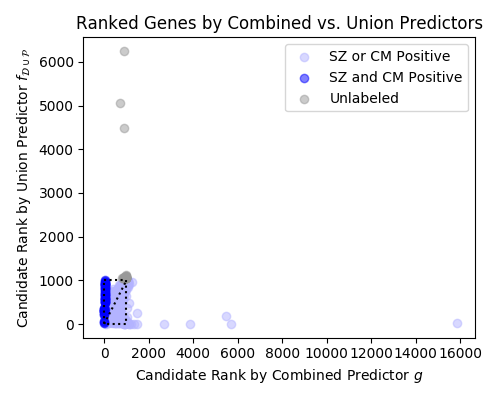 Ranked Genes by Combined vs. Union Predictors
SZ or CM Positive
SZ and CM Positive
Unlabeled
Candidate Rank by Union Predictor f_{D∪P}
6000
5000
4000
3000
2000
1000
0
0 2000 4000 6000 8000 10000 12000 14000 16000
Candidate Rank by Combined Predictor g